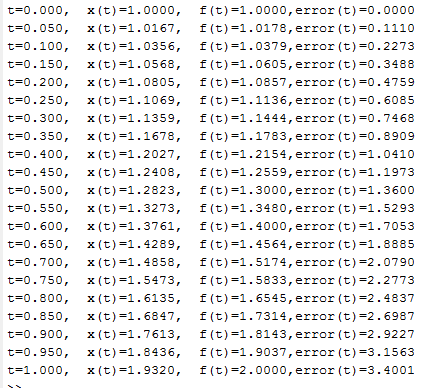 t=0.000, x(t)=1.0000, f(t)=1.0000,error(t)=0.0000
t=0.050, x(t)=1.0167, f(t)=1.0178,error(t)=0.1110
t=0.100, x(t)=1.0356, f(t)=1.0379,error(t)=0.2273
t=0.150, x(t)=1.0568, f(t)=1.0605,error(t)=0.3488
t=0.200, x(t)=1.0805, f(t)=1.0857,error(t)=0.4759
t=0.250, x(t)=1.1069, f(t)=1.1136,error(t)=0.6085
t=0.300, x(t)=1.1359, f(t)=1.1444,error(t)=0.7468
t=0.350, x(t)=1.1678, f(t)=1.1783,error(t)=0.8909
t=0.400, x(t)=1.2027, f(t)=1.2154,error(t)=1.0410
t=0.450, x(t)=1.2408, f(t)=1.2559,error(t)=1.1973
t=0.500, x(t)=1.2823, f(t)=1.3000,error(t)=1.3600
t=0.550, x(t)=1.3273, f(t)=1.3480,error(t)=1.5293
t=0.600, x(t)=1.3761, f(t)=1.4000,error(t)=1.7053
t=0.650, x(t)=1.4289, f(t)=1.4564,error(t)=1.8885
t=0.700, x(t)=1.4858, f(t)=1.5174,error(t)=2.0790
t=0.750, x(t)=1.5473, f(t)=1.5833,error(t)=2.2773
t=0.800, x(t)=1.6135, f(t)=1.6545,error(t)=2.4837
t=0.850, x(t)=1.6847, f(t)=1.7314,error(t)=2.6987
t=0.900, x(t)=1.7613, f(t)=1.8143,error(t)=2.9227
t=0.950, x(t)=1.8436, f(t)=1.9037,error(t)=3.1563
t=1.000, x(t)=1.9320, f(t)=2.0000,error(t)=3.4001
>>